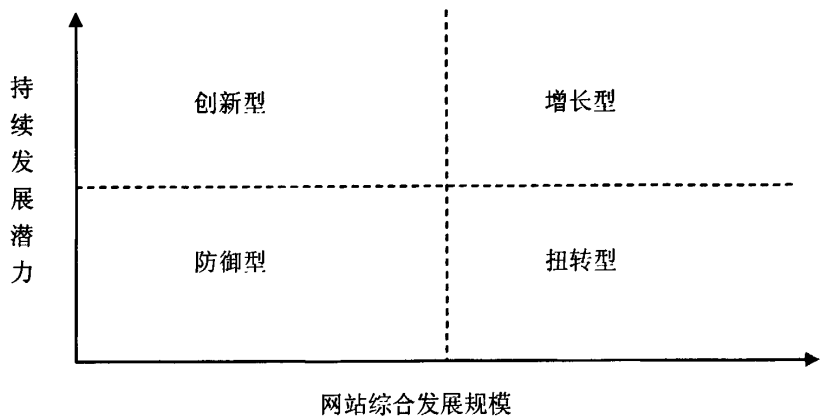 持续发展潜力
创新型
增长型
防御型
扭转型
网站综合发展规模